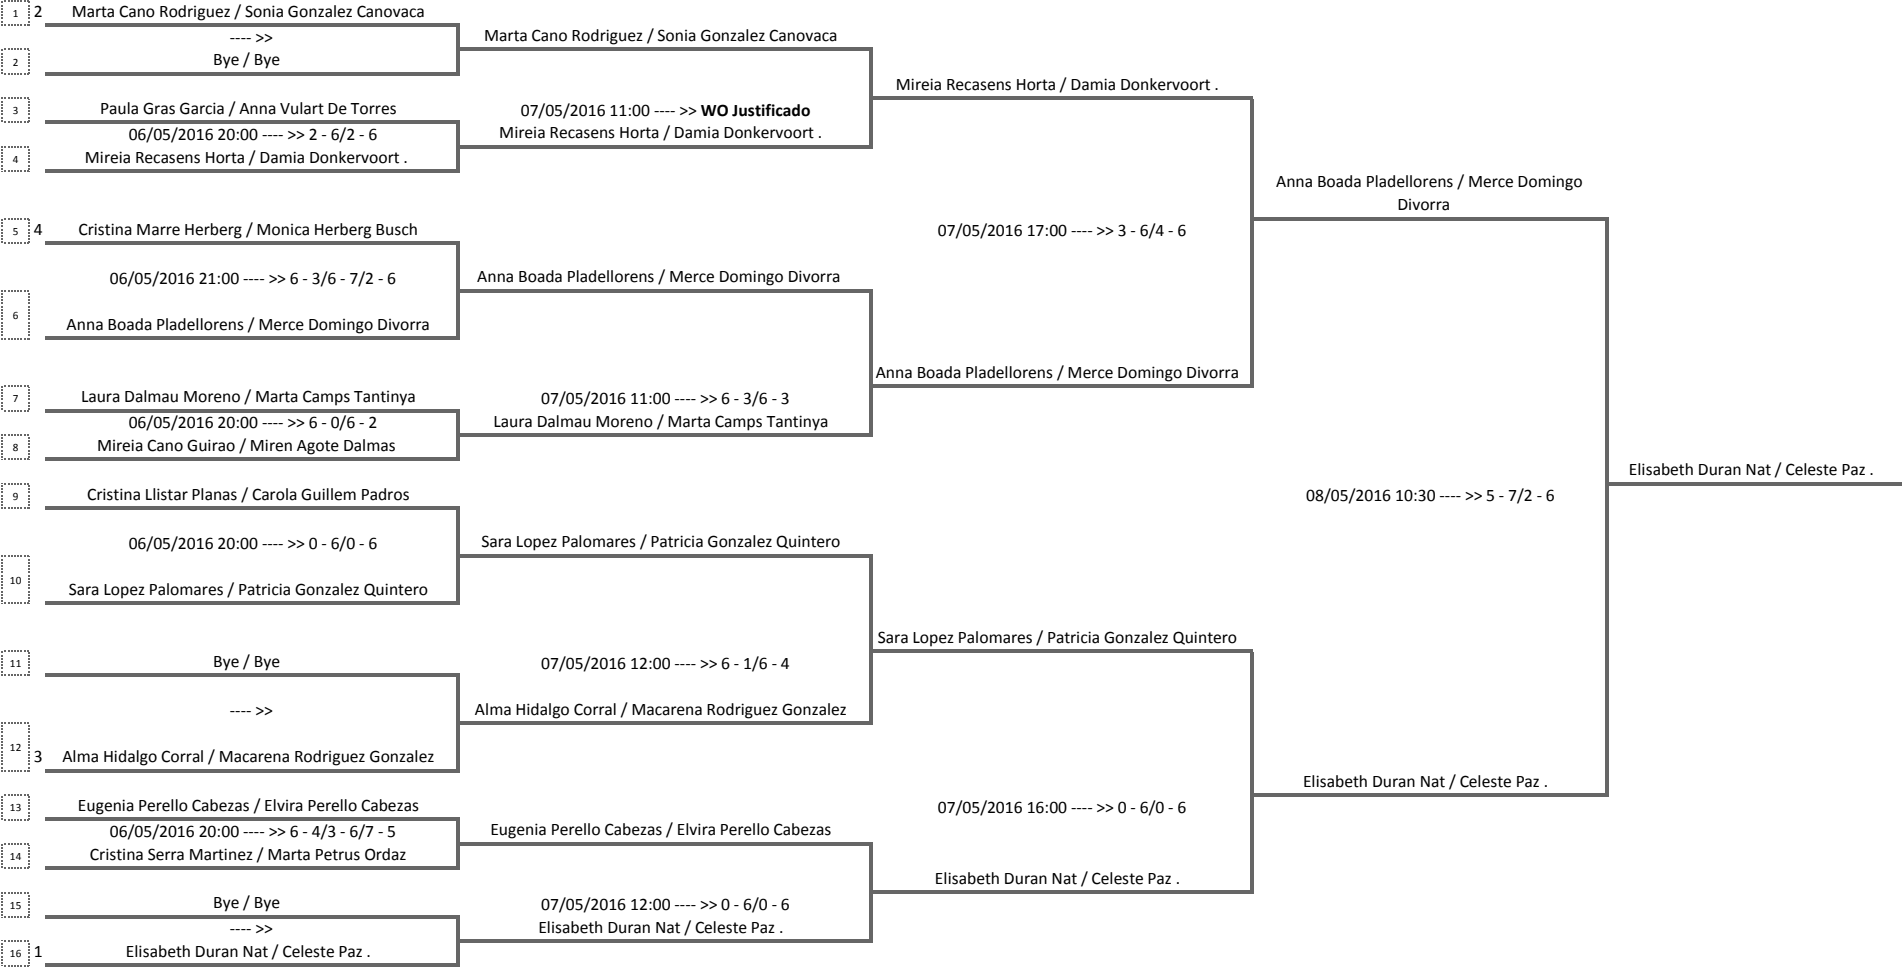 1 2 Marta Cano Rodriguez / Sonia Gonzalez Canovaca
---- >>
2 Bye / Bye
3 Paula Gras Garcia / Anna Vulart De Torres
06/05/2016 20:00 ---- >> 2 - 6/2 - 6
4 Mireia Recasens Horta / Damia Donkervoort .
5 4 Cristina Marre Herberg / Monica Herberg Busch
06/05/2016 21:00 ---- >> 6 - 3/6 - 7/2 - 6
6 Anna Boada Pladellorens / Merce Domingo Divorra
7 Laura Dalmau Moreno / Marta Camps Tantinya
06/05/2016 20:00 ---- >> 6 - 0/6 - 2
8 Mireia Cano Guirao / Miren Agote Dalmas
9 Cristina Llistar Planas / Carola Guillem Padros
06/05/2016 20:00 ---- >> 0 - 6/0 - 6
10 Sara Lopez Palomares / Patricia Gonzalez Quintero
11 Bye / Bye
---- >>
12 3 Alma Hidalgo Corral / Macarena Rodriguez Gonzalez
13 Eugenia Perello Cabezas / Elvira Perello Cabezas
06/05/2016 20:00 ---- >> 6 - 4/3 - 6/7 - 5
14 Cristina Serra Martinez / Marta Petrus Ordaz
15 Bye / Bye
---- >>
16 1 Elisabeth Duran Nat / Celeste Paz .
Marta Cano Rodriguez / Sonia Gonzalez Canovaca
07/05/2016 11:00 ---- >> WO Justificado
Mireia Recasens Horta / Damia Donkervoort .
Anna Boada Pladellorens / Merce Domingo Divorra
07/05/2016 11:00 ---- >> 6 - 3/6 - 3
Laura Dalmau Moreno / Marta Camps Tantinya
Sara Lopez Palomares / Patricia Gonzalez Quintero
07/05/2016 12:00 ---- >> 6 - 1/6 - 4
Alma Hidalgo Corral / Macarena Rodriguez Gonzalez
Eugenia Perello Cabezas / Elvira Perello Cabezas
07/05/2016 12:00 ---- >> 0 - 6/0 - 6
Elisabeth Duran Nat / Celeste Paz .
Mireia Recasens Horta / Damia Donkervoort .
07/05/2016 17:00 ---- >> 3 - 6/4 - 6
Anna Boada Pladellorens / Merce Domingo Divorra
Sara Lopez Palomares / Patricia Gonzalez Quintero
07/05/2016 16:00 ---- >> 0 - 6/0 - 6
Elisabeth Duran Nat / Celeste Paz .
Anna Boada Pladellorens / Merce Domingo
Divorra
08/05/2016 10:30 ---- >> 5 - 7/2 - 6
Elisabeth Duran Nat / Celeste Paz .
Elisabeth Duran Nat / Celeste Paz .